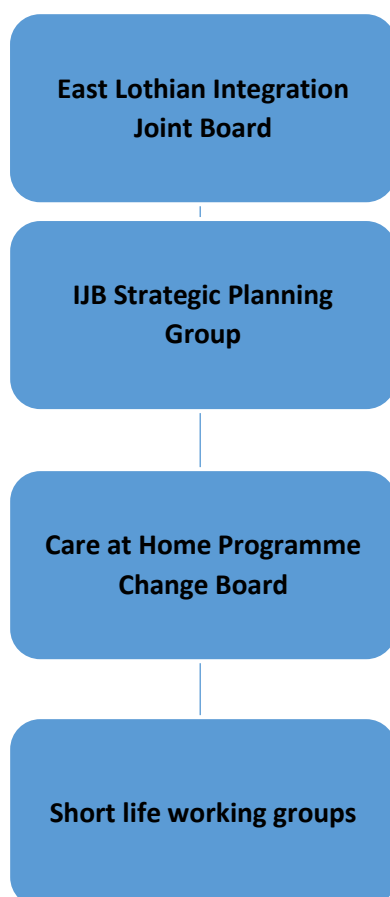 East Lothian Integration
Joint Board
IJB Strategic Planning
Group
Care at Home Programme
Change Board
Short life working groups